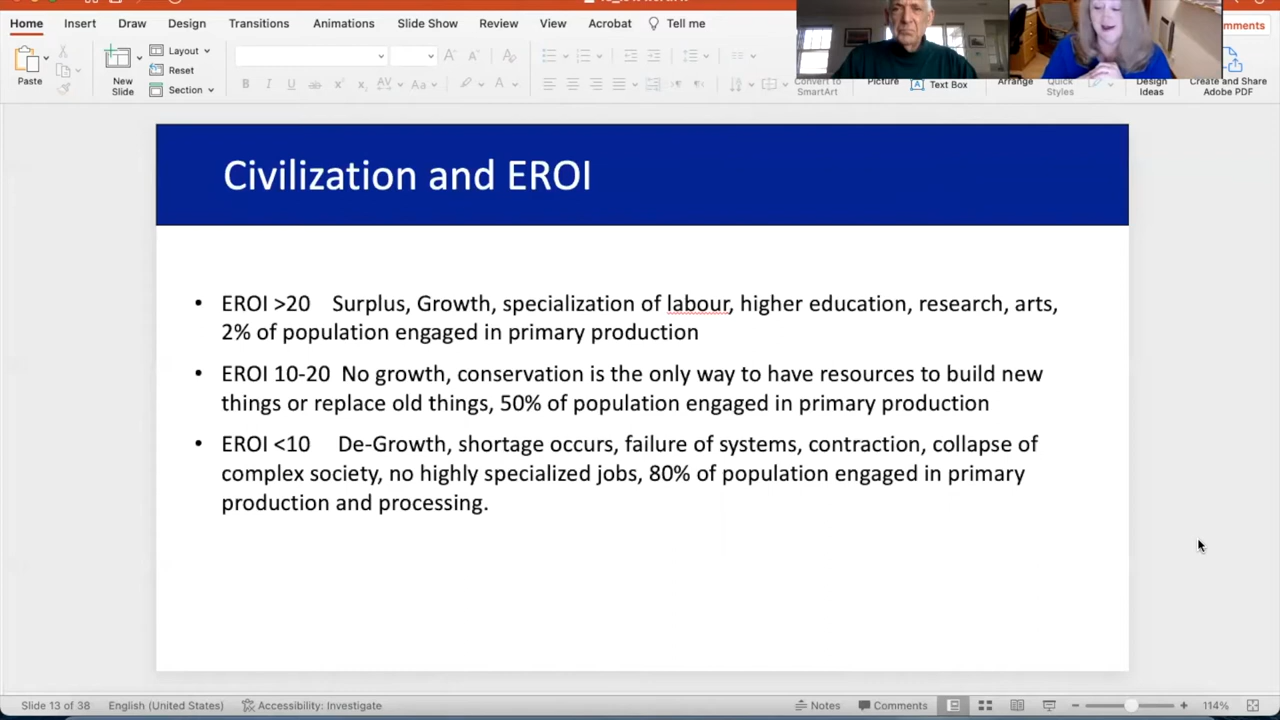 Home Insert Draw Design Transitions Animations Slide Show Review View Acrobat Tell me
Paste
New
Slide
Layout
Reset
Section
Convert to
SmartArt
Picture
Text Box
Arrange
Quick
Styles
Design
Ideas
Create and Share
Adobe PDF
Civilization and EROI
• EROI >20 Surplus, Growth, specialization of labour, higher education, research, arts,
2% of population engaged in primary production
• EROI 10-20 No growth, conservation is the only way to have resources to build new
things or replace old things, 50% of population engaged in primary production
• EROI <10 De-Growth, shortage occurs, failure of systems, contraction, collapse of
complex society, no highly specialized jobs, 80% of population engaged in primary
production and processing.
Slide 13 of 38 English (United States) Accessibility: Investigate Notes Comments 114%